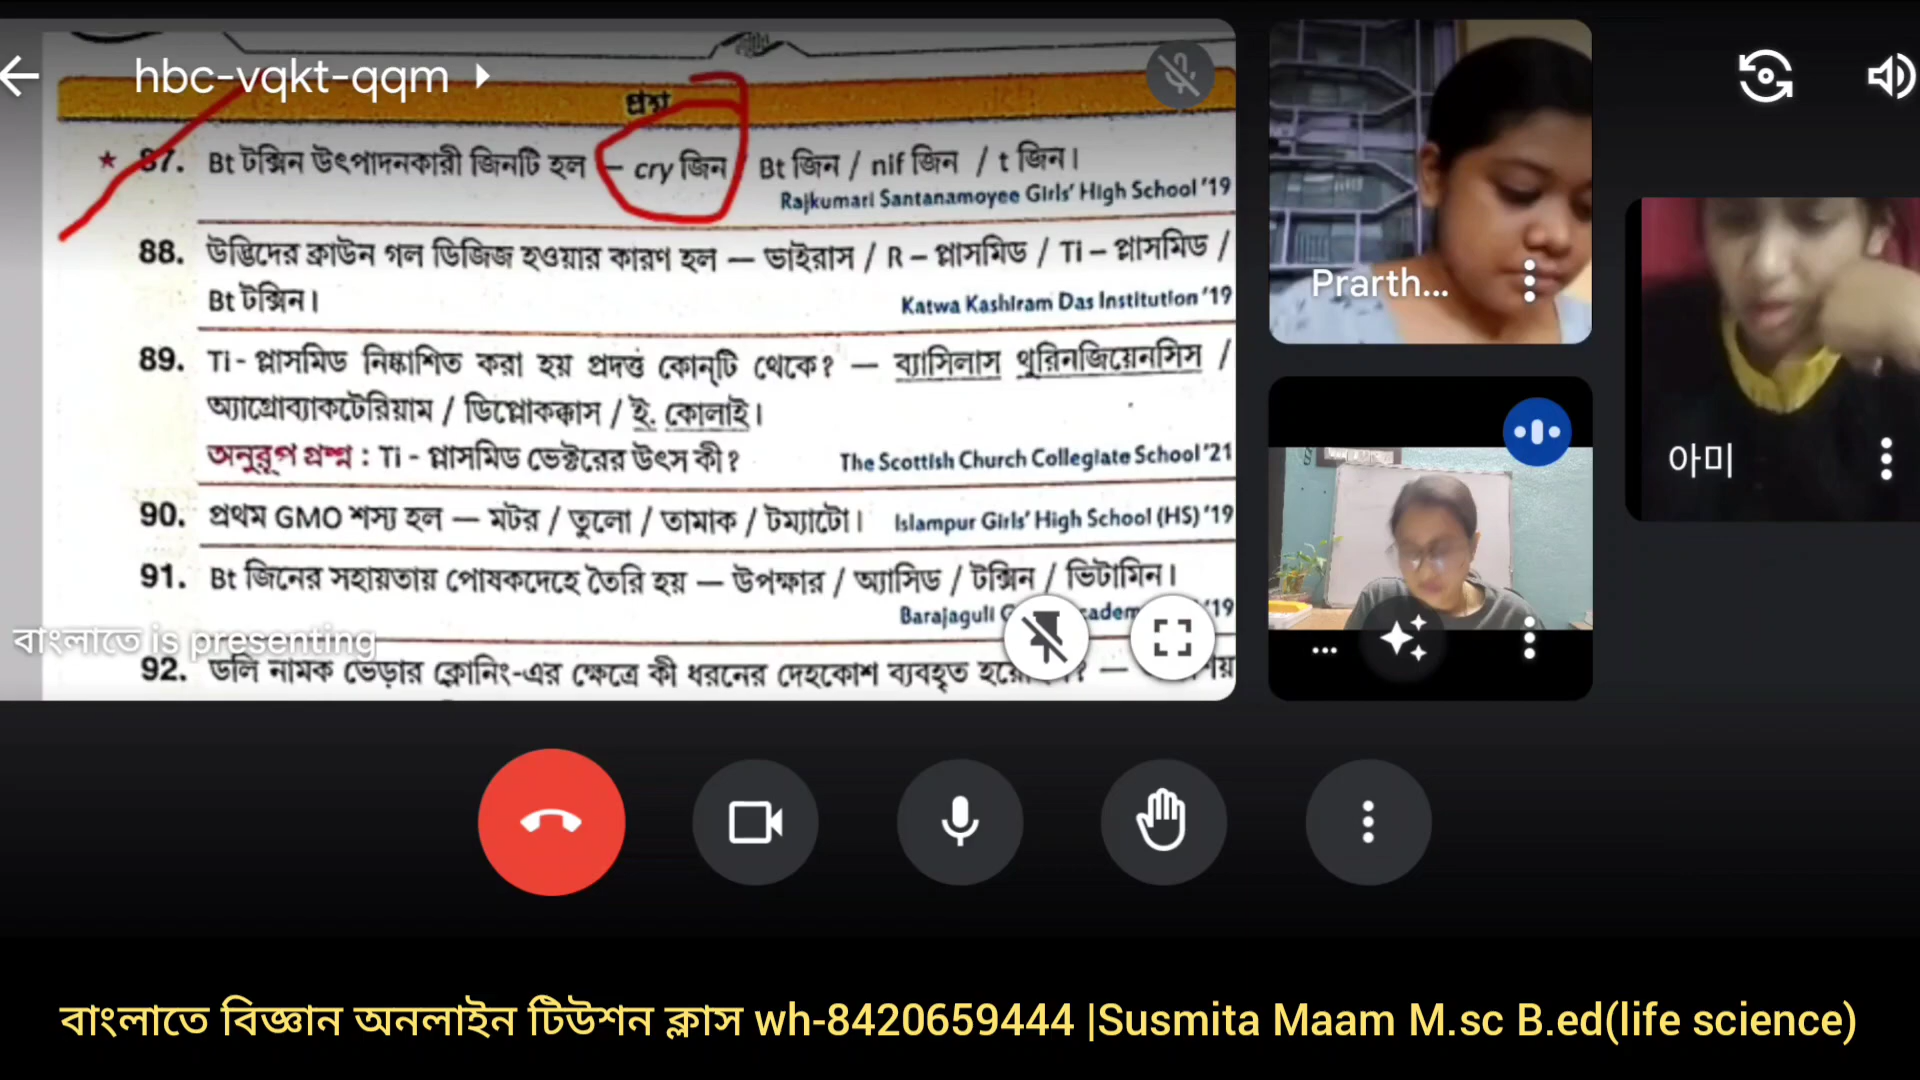 hbc-vqkt-qqm
প্রশ্ন
★ 87. Bt টক্সিন উৎপাদনকারী জিনটি হল — cry জিন / Bt জিন / nif জিন / t জিন।
Rajkumari Santanamoyee Girls' High School '19
88. উদ্ভিদের ক্রাউন গল ডিজিজ হওয়ার কারণ হল — ভাইরাস / R – প্লাসমিড / Ti – প্লাসমিড /
Bt টক্সিন।
Katwa Kashiram Das Institution '19
89. Ti - প্লাসমিড নিষ্কাশিত করা হয় প্রদত্ত কোন্‌টি থেকে? — ব্যাসিলাস থুরিনজিয়েনসিস /
অ্যাগ্রোব্যাকটেরিয়াম / ডিপ্লোকক্কাস / ই. কোলাই।
অনুরূপ প্রশ্ন : Ti - প্লাসমিড ভেক্টরের উৎস কী?
The Scottish Church Collegiate School '21
90. প্রথম GMO শস্য হল — মটর / তুলো / তামাক / টম্যাটো।
Islampur Girls' High School (HS) '19
91. Bt জিনের সহায়তায় পোষকদেহে তৈরি হয় — উপক্ষার / অ্যাসিড / টক্সিন / ভিটামিন।
Barajaguli '19
বাংলাতে is presenting
92. ডলি নামক ভেড়ার ক্লোনিং-এর ক্ষেত্রে কী ধরনের দেহকোশ ব্যবহৃত
Prarth...
아미
বাংলাতে বিজ্ঞান অনলাইন টিউশন ক্লাস wh-8420659444 |Susmita Maam M.sc B.ed(life science)